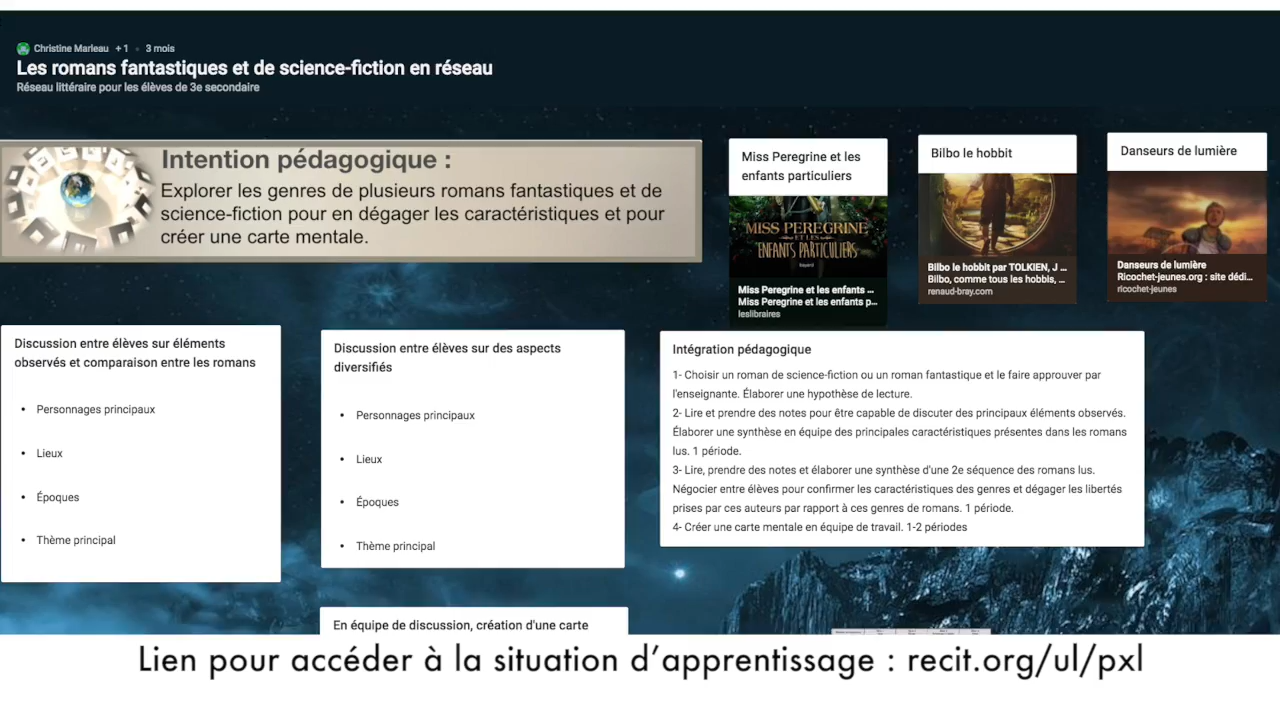 Christine Marleau +1 • 3 mois
Les romans fantastiques et de science-fiction en réseau
Réseau littéraire pour les élèves de 3e secondaire
Intention pédagogique :
Explorer les genres de plusieurs romans fantastiques et de
science-fiction pour en dégager les caractéristiques et pour
créer une carte mentale.
Miss Peregrine et les
enfants particuliers
MISS PEREGRINE
ET LES
ENFANTS PARTICULIERS
bayard
Miss Peregrine et les enfants ...
Miss Peregrine et les enfants p...
leslibraires
Bilbo le hobbit
Bilbo le hobbit par TOLKIEN, J ...
Bilbo, comme tous les hobbis, ...
renaud-bray.com
Danseurs de lumière
Danseurs de lumière
Ricochet-jeunes.org : site dédi...
ricochet-jeunes
Discussion entre élèves sur éléments
observés et comparaison entre les romans
• Personnages principaux
• Lieux
• Époques
• Thème principal
Discussion entre élèves sur des aspects
diversifiés
• Personnages principaux
• Lieux
• Époques
• Thème principal
Intégration pédagogique
1- Choisir un roman de science-fiction ou un roman fantastique et le faire approuver par
l'enseignante. Élaborer une hypothèse de lecture.
2- Lire et prendre des notes pour être capable de discuter des principaux éléments observés.
Élaborer une synthèse en équipe des principales caractéristiques présentes dans les romans
lus. 1 période.
3- Lire, prendre des notes et élaborer une synthèse d'une 2e séquence des romans lus.
Négocier entre élèves pour confirmer les caractéristiques des genres et dégager les libertés
prises par ces auteurs par rapport à ces genres de romans. 1 période.
4- Créer une carte mentale en équipe de travail. 1-2 périodes
En équipe de discussion, création d'une carte
Lien pour accéder à la situation d'apprentissage : recit.org/ul/pxl